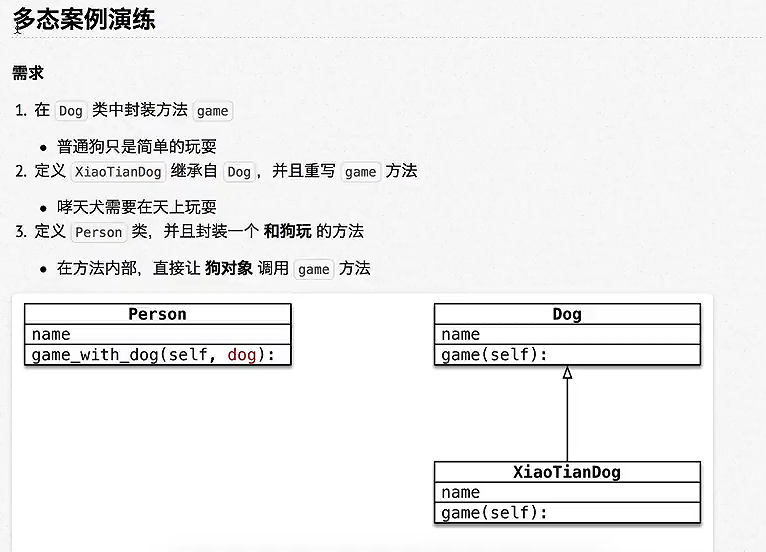 多态案例演练
需求
1. 在 Dog 类中封装方法 game
• 普通狗只是简单的玩耍
2. 定义 XiaoTianDog 继承自 Dog，并且重写 game 方法
• 哮天犬需要在天上玩耍
3. 定义 Person 类，并且封装一个 和狗玩 的方法
• 在方法内部，直接让 狗对象 调用 game 方法
Person
name
game_with_dog(self, dog):
Dog
name
game(self):
XiaoTianDog
name
game(self):